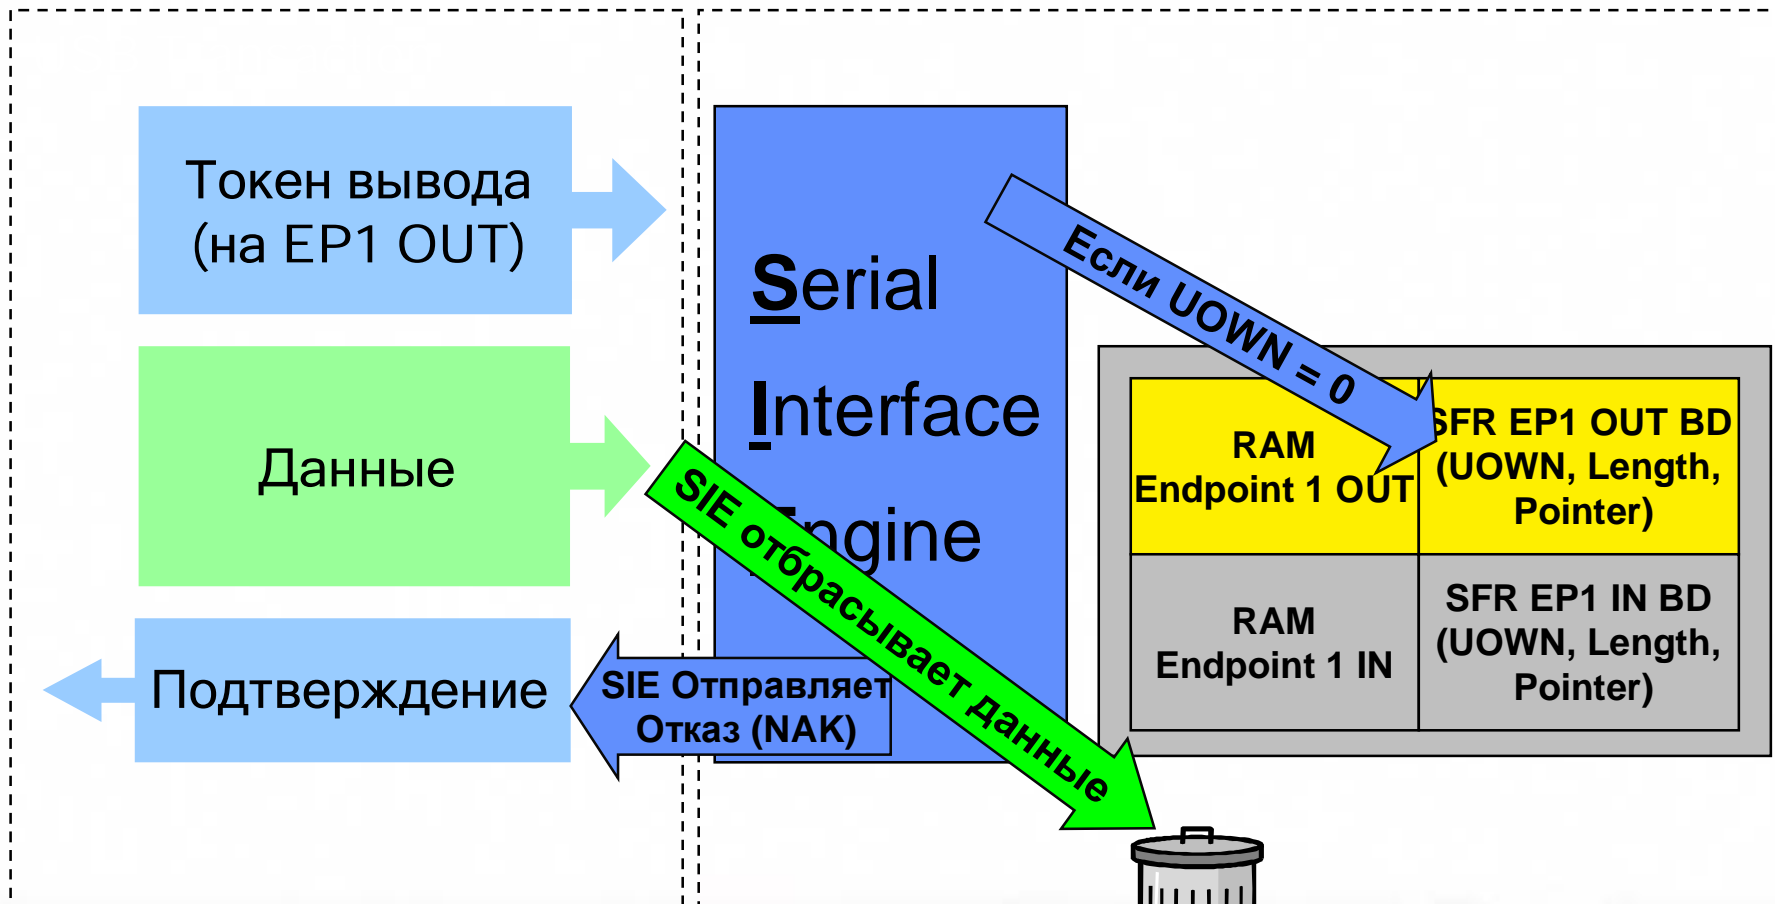 Токен вывода
(на EP1 OUT)
Данные
Подтверждение
Serial
Interface
Engine
Если UOWN = 0
SIE отбрасывает данные
SIE Отправляет
Отказ (NAK)
RAM
Endpoint 1 OUT
SFR EP1 OUT BD
(UOWN, Length,
Pointer)
RAM
Endpoint 1 IN
SFR EP1 IN BD
(UOWN, Length,
Pointer)